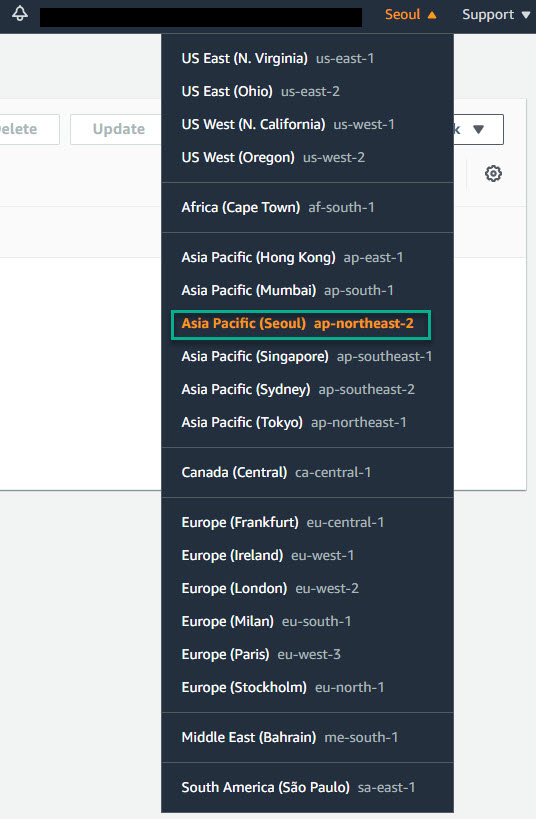 Seoul ▲ Support ▼
Update
US East (N. Virginia) us-east-1
US East (Ohio) us-east-2
US West (N. California) us-west-1
US West (Oregon) us-west-2
Africa (Cape Town) af-south-1
Asia Pacific (Hong Kong) ap-east-1
Asia Pacific (Mumbai) ap-south-1
Asia Pacific (Seoul) ap-northeast-2
Asia Pacific (Singapore) ap-southeast-1
Asia Pacific (Sydney) ap-southeast-2
Asia Pacific (Tokyo) ap-northeast-1
Canada (Central) ca-central-1
Europe (Frankfurt) eu-central-1
Europe (Ireland) eu-west-1
Europe (London) eu-west-2
Europe (Milan) eu-south-1
Europe (Paris) eu-west-3
Europe (Stockholm) eu-north-1
Middle East (Bahrain) me-south-1
South America (São Paulo) sa-east-1